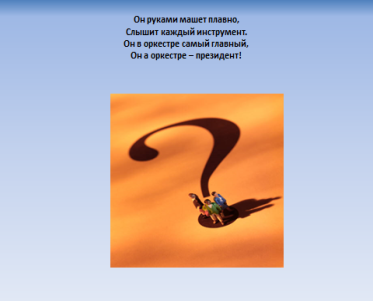 Он руками машет плавно,
Слышит каждый инструмент.
Он в оркестре самый главный,
Он а оркестре – президент!